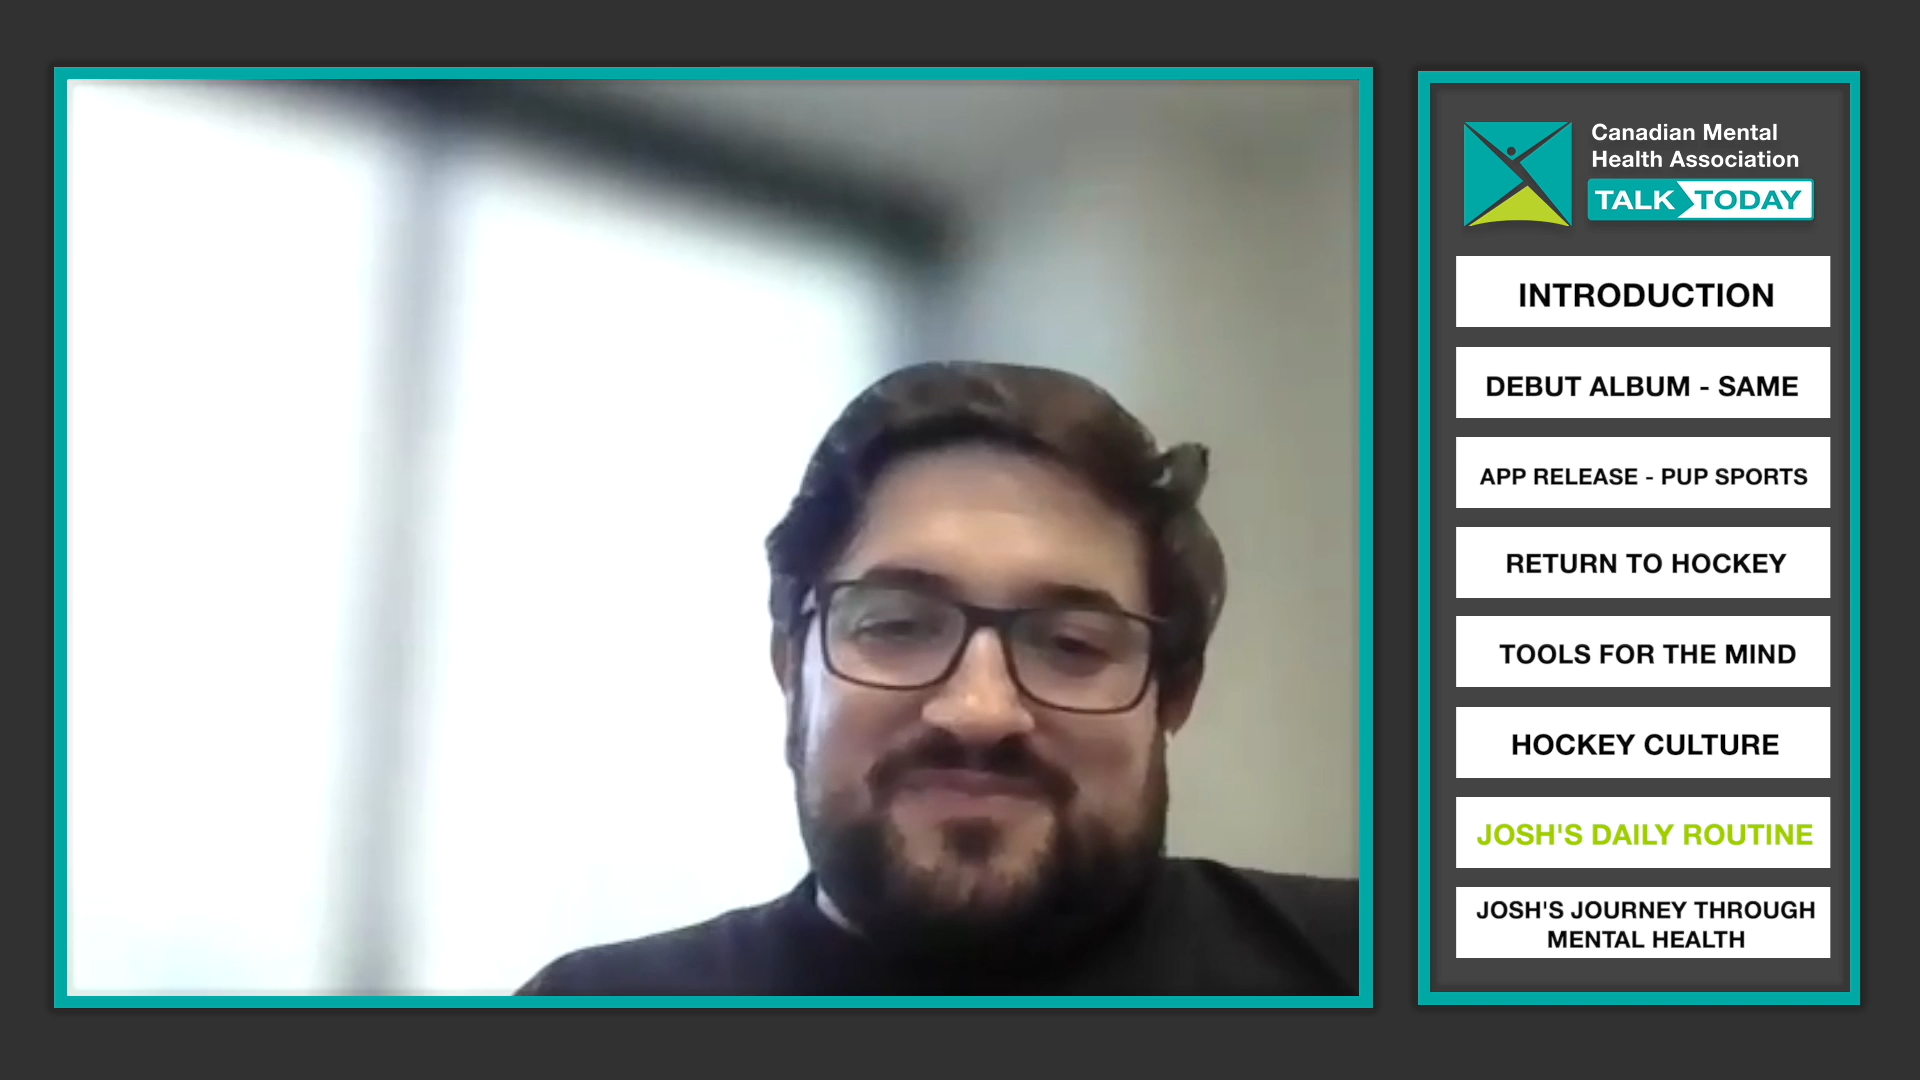 Canadian Mental
Health Association
TALK TODAY
INTRODUCTION
DEBUT ALBUM - SAME
APP RELEASE - PUP SPORTS
RETURN TO HOCKEY
TOOLS FOR THE MIND
HOCKEY CULTURE
JOSH'S DAILY ROUTINE
JOSH'S JOURNEY THROUGH
MENTAL HEALTH